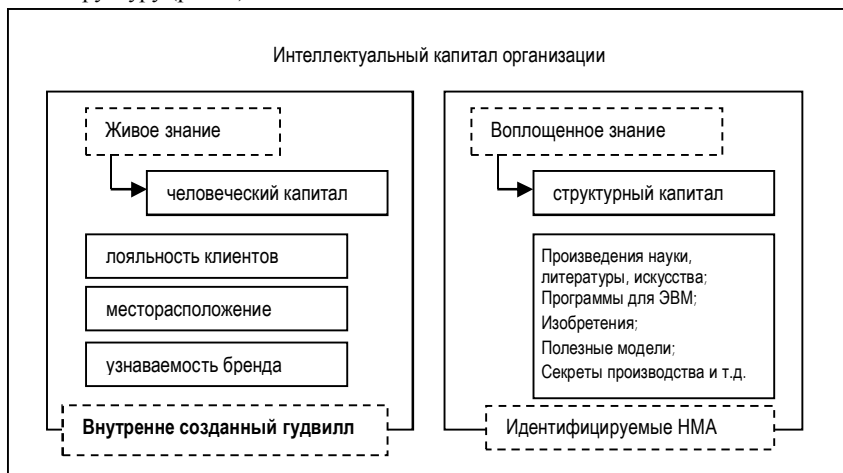 Интеллектуальный капитал организации
Живое знание
человеческий капитал
лояльность клиентов
месторасположение
узнаваемость бренда
Внутренне созданный гудвилл
Воплощенное знание
структурный капитал
Произведения науки,
литературы, искусства;
Программы для ЭВМ;
Изобретения;
Полезные модели;
Секреты производства и т.д.
Идентифицируемые НМА